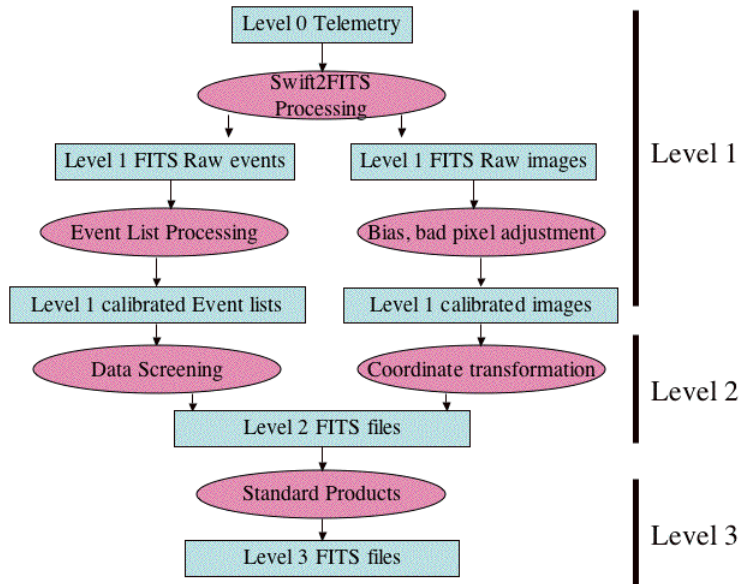 Level 0 Telemetry
Swift2FITS
Processing
Level 1 FITS Raw events
Level 1 FITS Raw images
Level 1
Event List Processing
Bias, bad pixel adjustment
Level 1 calibrated Event lists
Level 1 calibrated images
Data Screening
Coordinate transformation
Level 2
Level 2 FITS files
Standard Products
Level 3
Level 3 FITS files